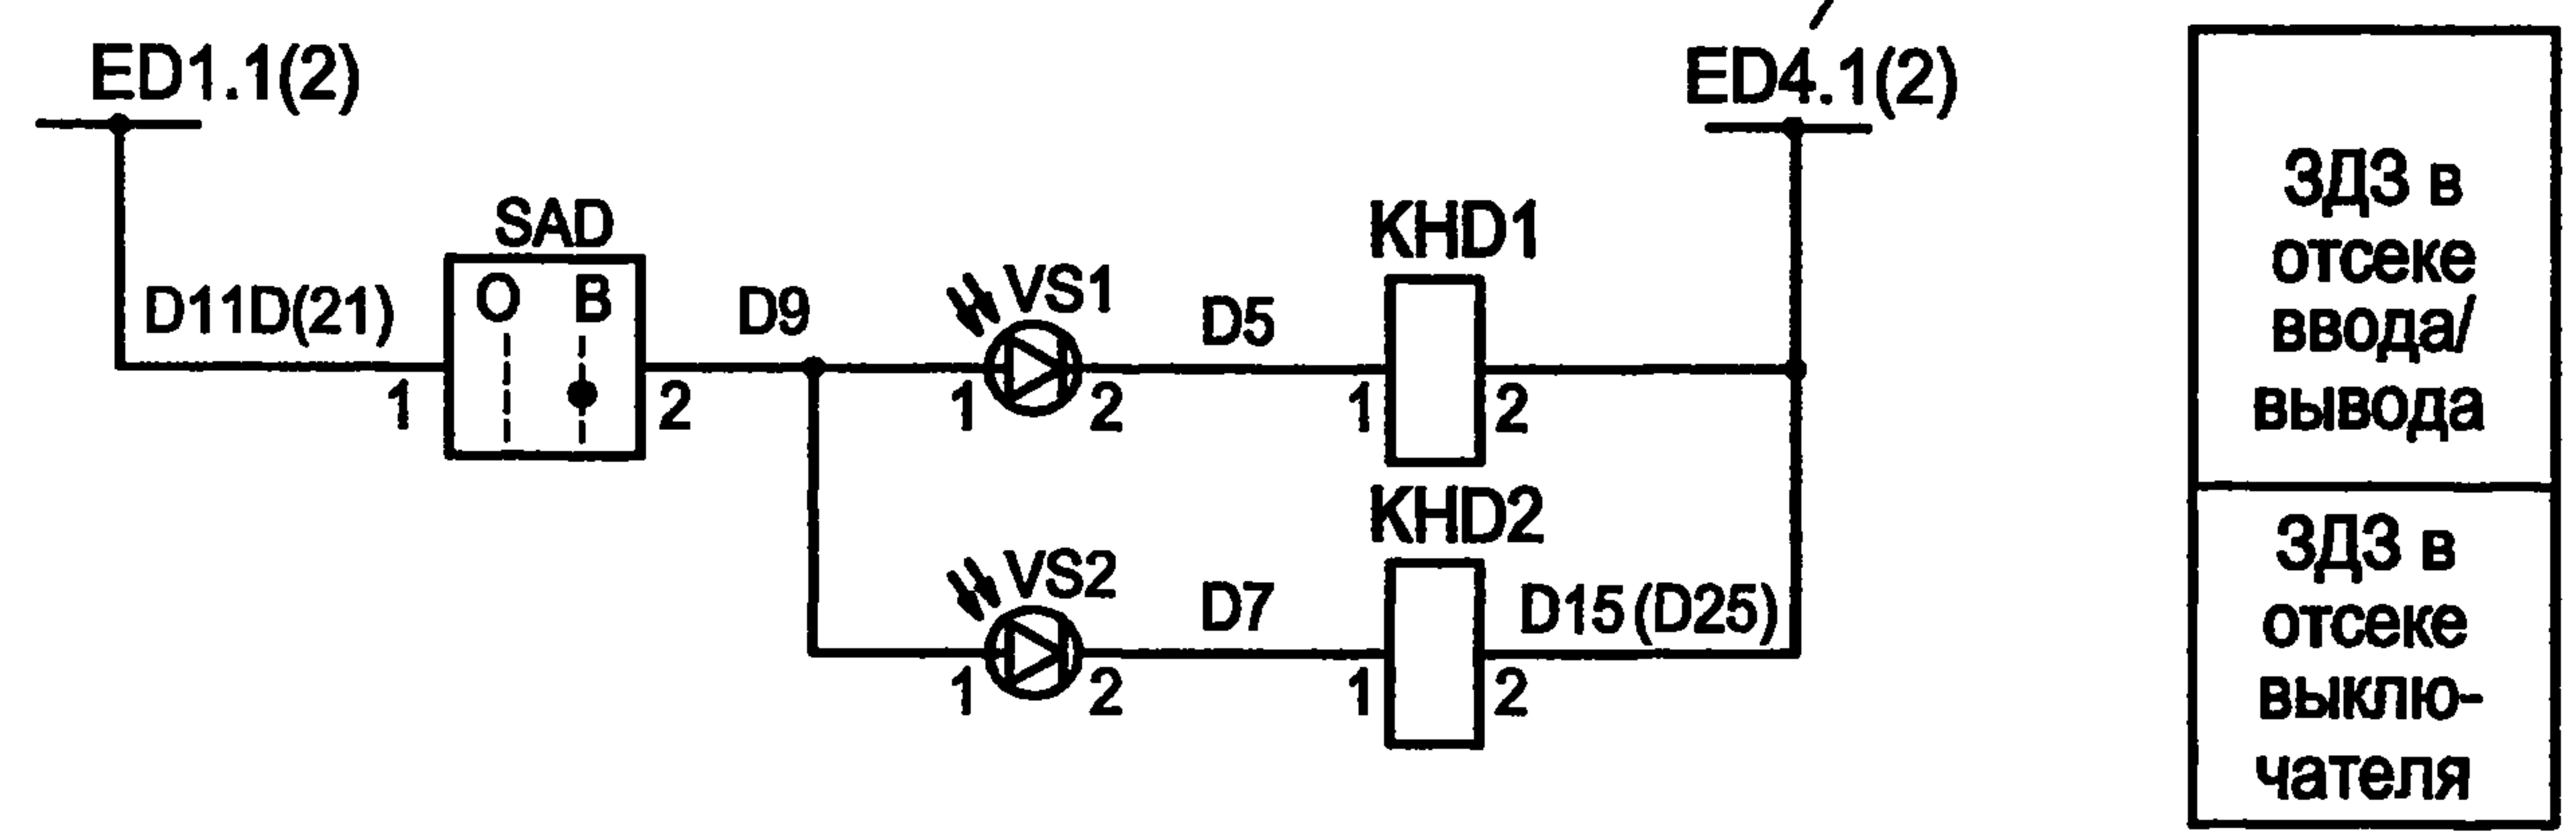 ED1.1(2)
ED4.1(2)
SAD
О В
D11D(21)
1
2
D9
VS1
1
2
D5
KHD1
1
2
VS2
1
2
D7
KHD2
1
2
D15(D25)
ЗДЗ в
отсеке
ввода/
вывода
ЗДЗ в
отсеке
выклю-
чателя